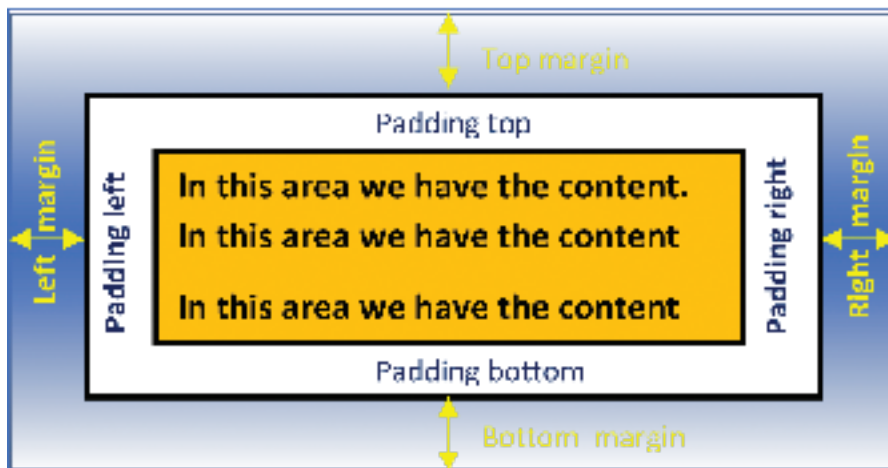 Top margin
Padding top
Left margin
Padding left
In this area we have the content.
In this area we have the content
In this area we have the content
Padding right
Right margin
Padding bottom
Bottom margin